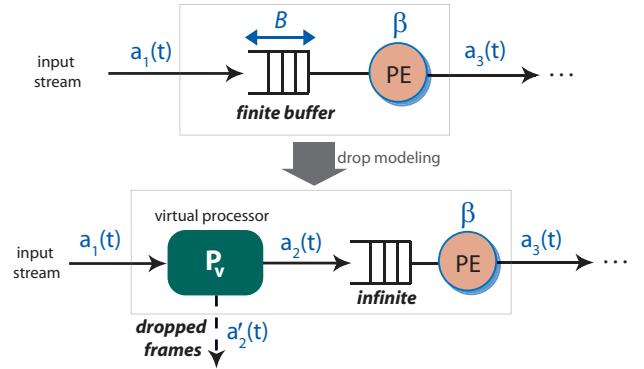 B
β
input
stream
a₁(t)
PE
a₃(t)
...
finite buffer
drop modeling
virtual processor
β
input
stream
a₁(t)
Pᵥ
a₂(t)
PE
a₃(t)
...
infinite
dropped
frames
a′₂(t)